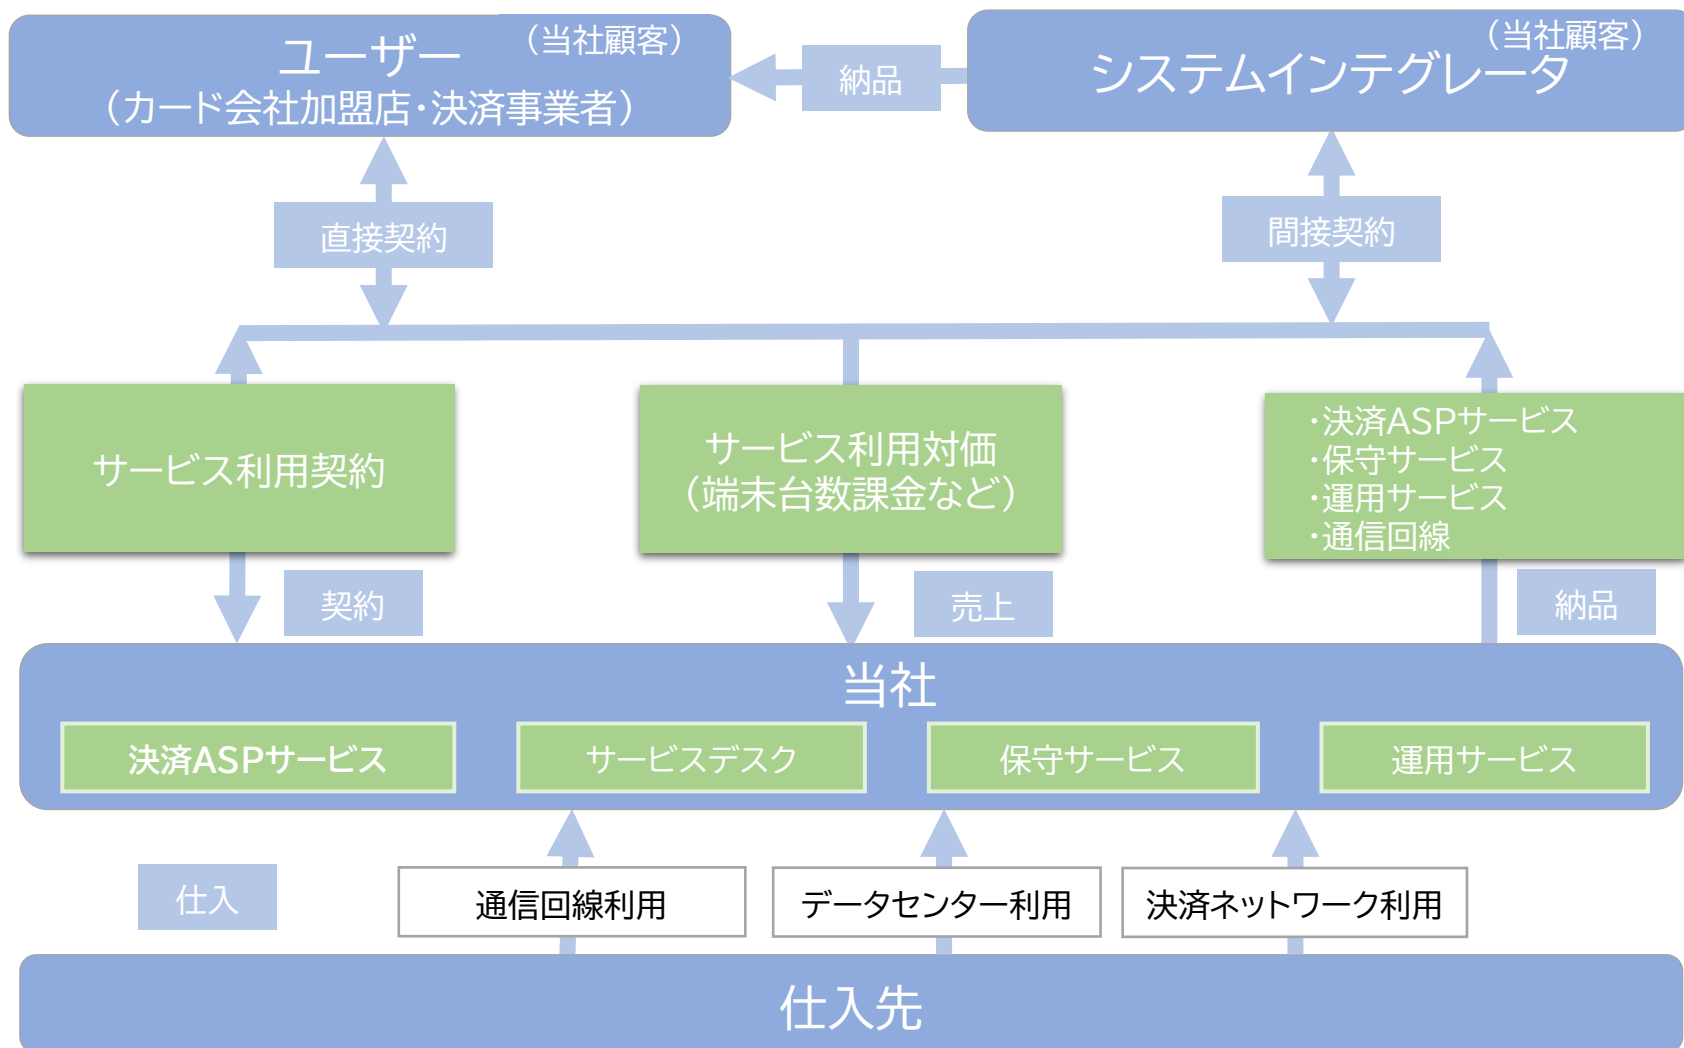 （当社顧客）
ユーザー
（カード会社加盟店・決済事業者）
納品
（当社顧客）
システムインテグレータ
直接契約
間接契約
サービス利用契約
サービス利用対価
（端末台数課金など）
・決済ASPサービス
・保守サービス
・運用サービス
・通信回線
契約
売上
納品
当社
決済ASPサービス
サービスデスク
保守サービス
運用サービス
仕入
通信回線利用
データセンター利用
決済ネットワーク利用
仕入先